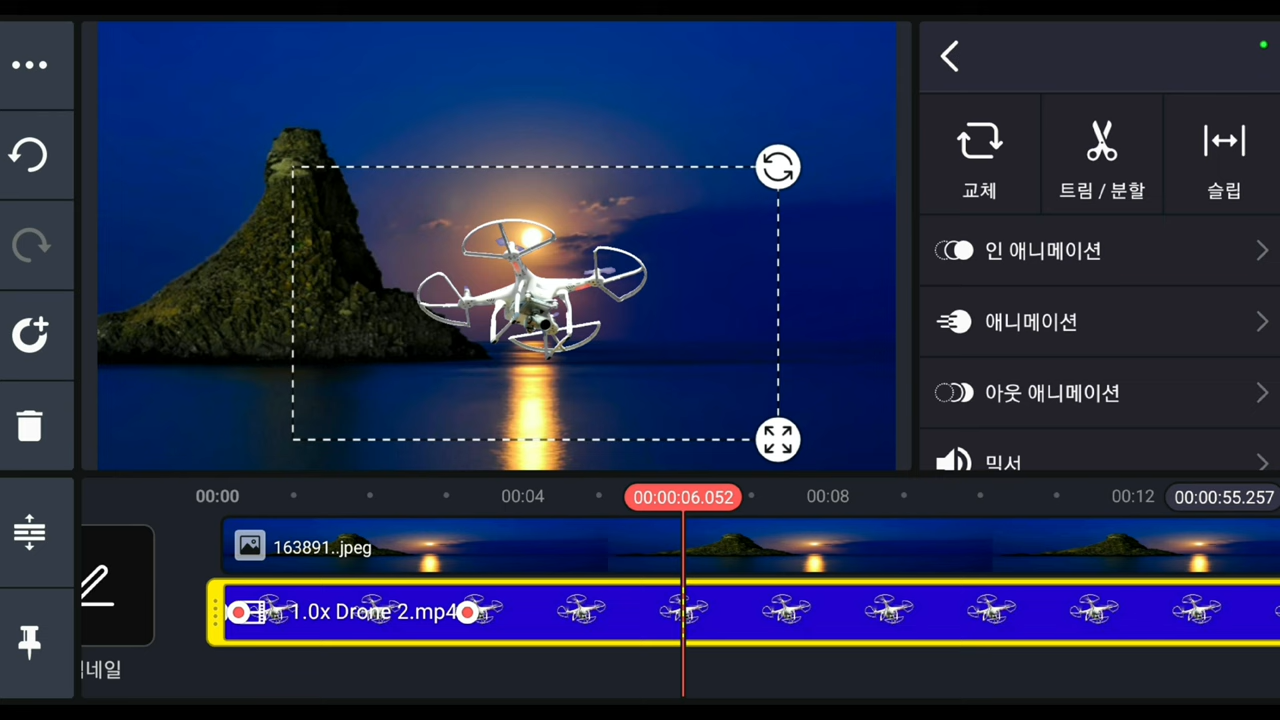 교체
트림 / 분할
슬립
인 애니메이션
애니메이션
아웃 애니메이션
믹서
00:00
00:04
00:00:06.052
00:08
00:12
00:00:55.257
163891..jpeg
1.0x Drone 2.mp4
네일